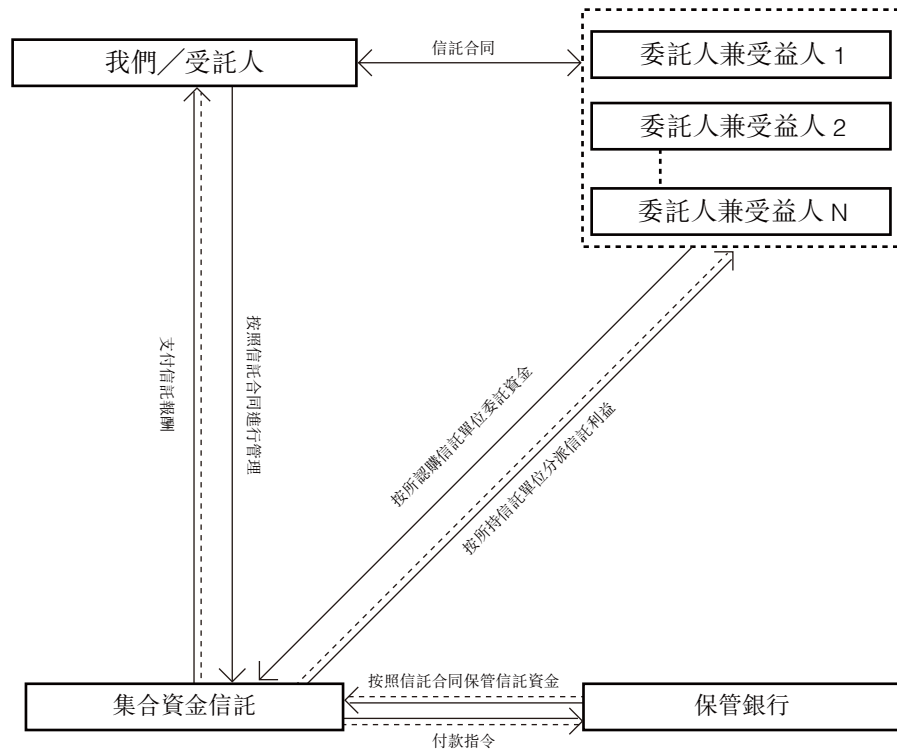 我們／受託人
信託合同
委託人兼受益人 1
委託人兼受益人 2
委託人兼受益人 N
支付信託報酬
按照信託合同進行管理
按所認購信託單位委託資金
按所持信託單位分派信託利益
集合資金信託
按照信託合同保管信託資金
付款指令
保管銀行